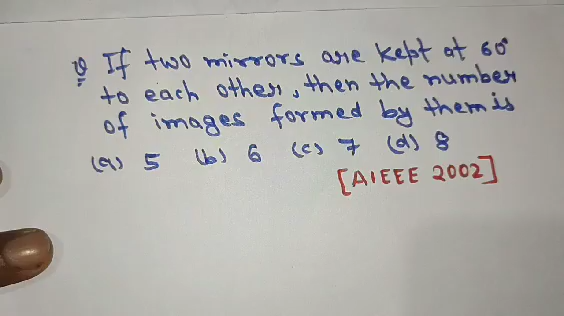 Q If two mirrors are kept at 60°
to each other, then the number
of images formed by them is
(a) 5 (b) 6 (c) 7 (d) 8
[AIEEE 2002]